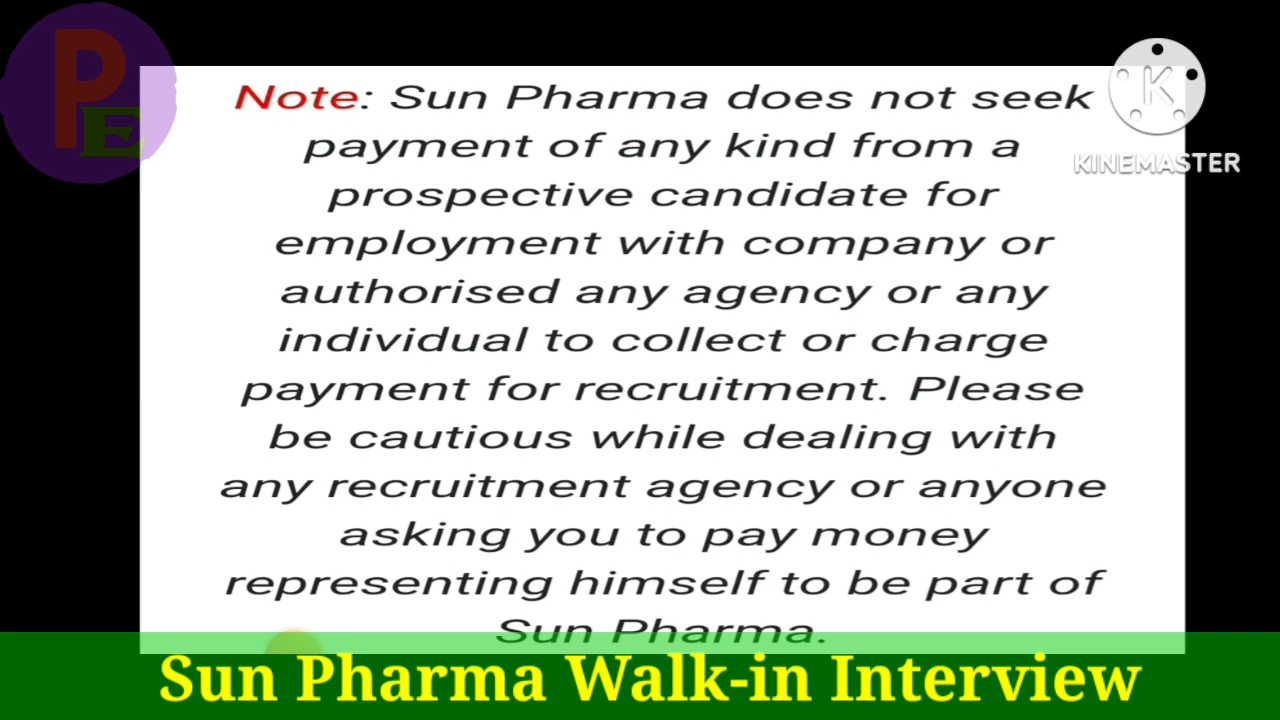 PE
K
KINEMASTER
Note: Sun Pharma does not seek
payment of any kind from a
prospective candidate for
employment with company or
authorised any agency or any
individual to collect or charge
payment for recruitment. Please
be cautious while dealing with
any recruitment agency or anyone
asking you to pay money
representing himself to be part of
Sun Pharma.
Sun Pharma Walk-in Interview